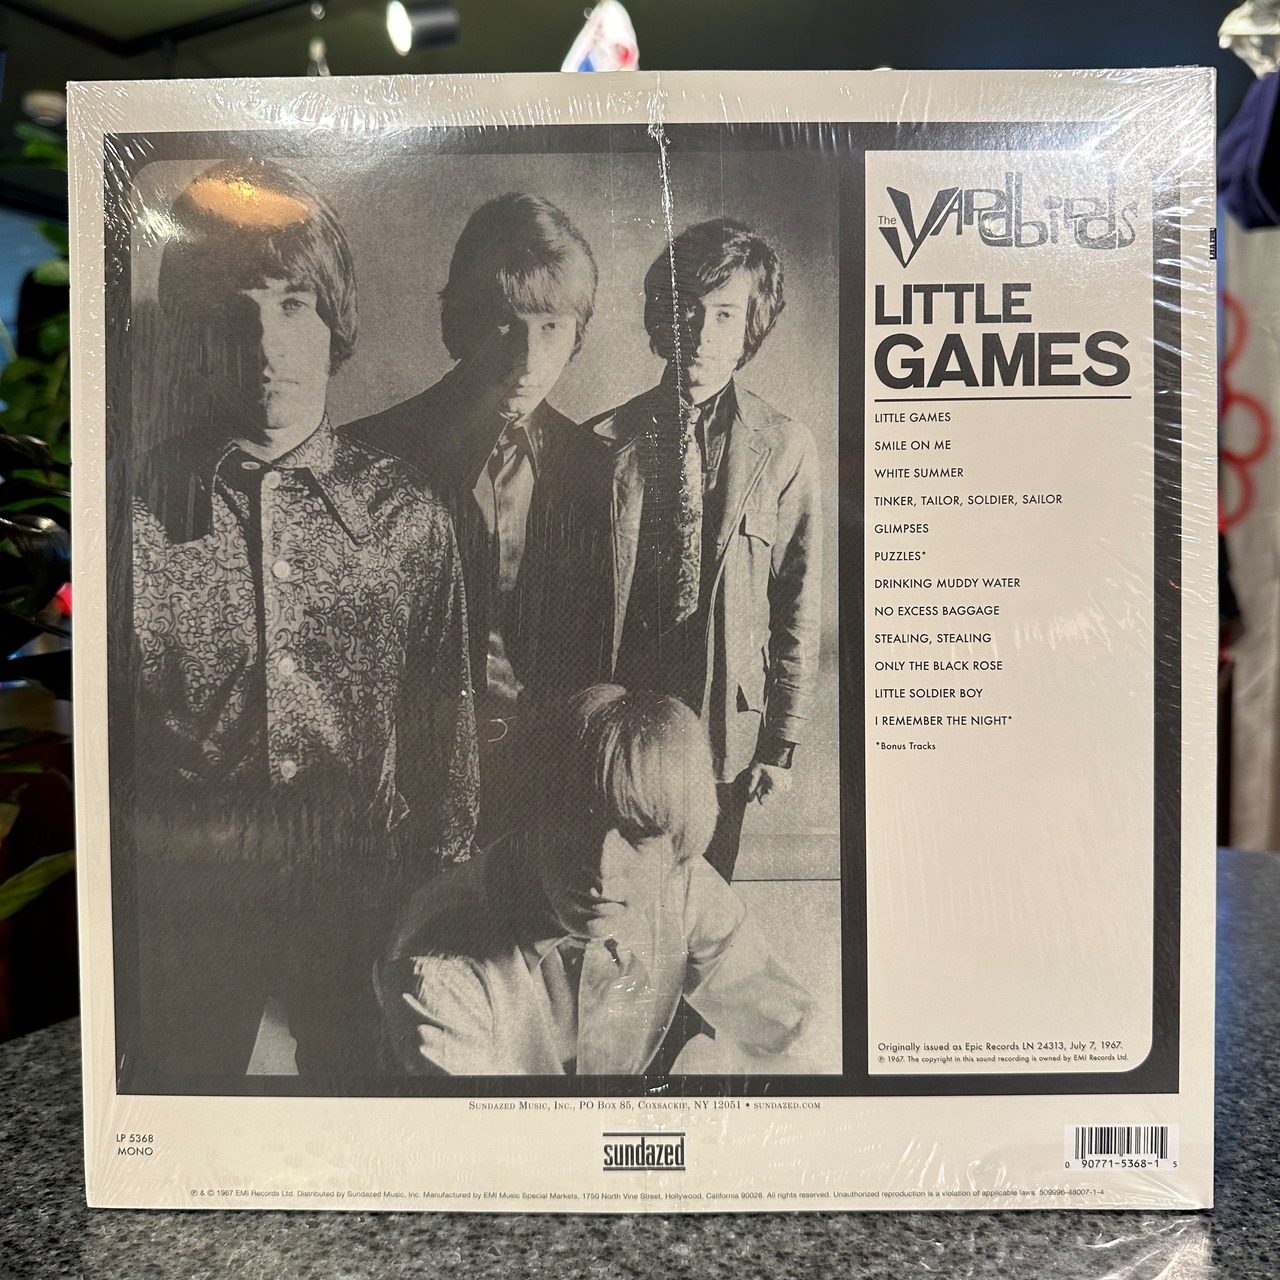 The Yardbirds
LITTLE
GAMES
LITTLE GAMES
SMILE ON ME
WHITE SUMMER
TINKER, TAILOR, SOLDIER, SAILOR
GLIMPSES
PUZZLES*
DRINKING MUDDY WATER
NO EXCESS BAGGAGE
STEALING, STEALING
ONLY THE BLACK ROSE
LITTLE SOLDIER BOY
I REMEMBER THE NIGHT*
*Bonus Tracks
Originally issued as Epic Records LN 24313, July 7, 1967.
℗ 1967. The copyright in this sound recording is owned by EMI Records Ltd.
SUNDAZED MUSIC, INC., PO BOX 85, COXSACKIE, NY 12051 • SUNDAZED.COM
LP 5368
MONO
sundazed
0 90771-5368-1 5
℗ & © 1967 EMI Records Ltd. Distributed by Sundazed Music, Inc. Manufactured by EMI Music Special Markets, 1750 North Vine Street, Hollywood, California 90028. All rights reserved. Unauthorized reproduction is a violation of applicable laws. 509996-48007-1-4